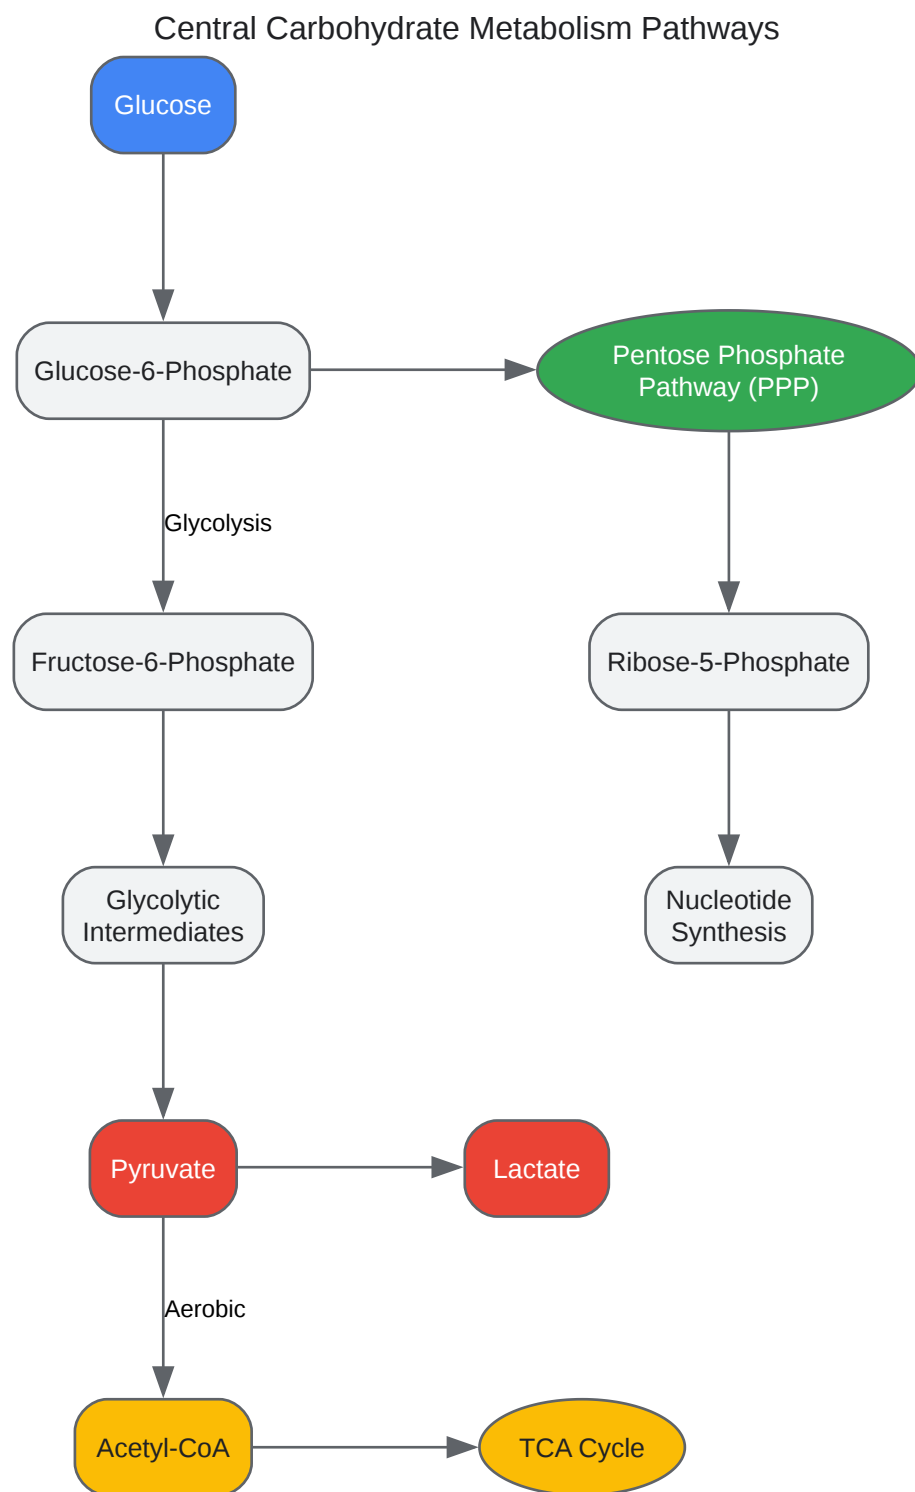 Central Carbohydrate Metabolism Pathways
Glucose
Glucose-6-Phosphate
Pentose Phosphate
Pathway (PPP)
Glycolysis
Fructose-6-Phosphate
Ribose-5-Phosphate
Glycolytic
Intermediates
Nucleotide
Synthesis
Pyruvate
Lactate
Aerobic
Acetyl-CoA
TCA Cycle